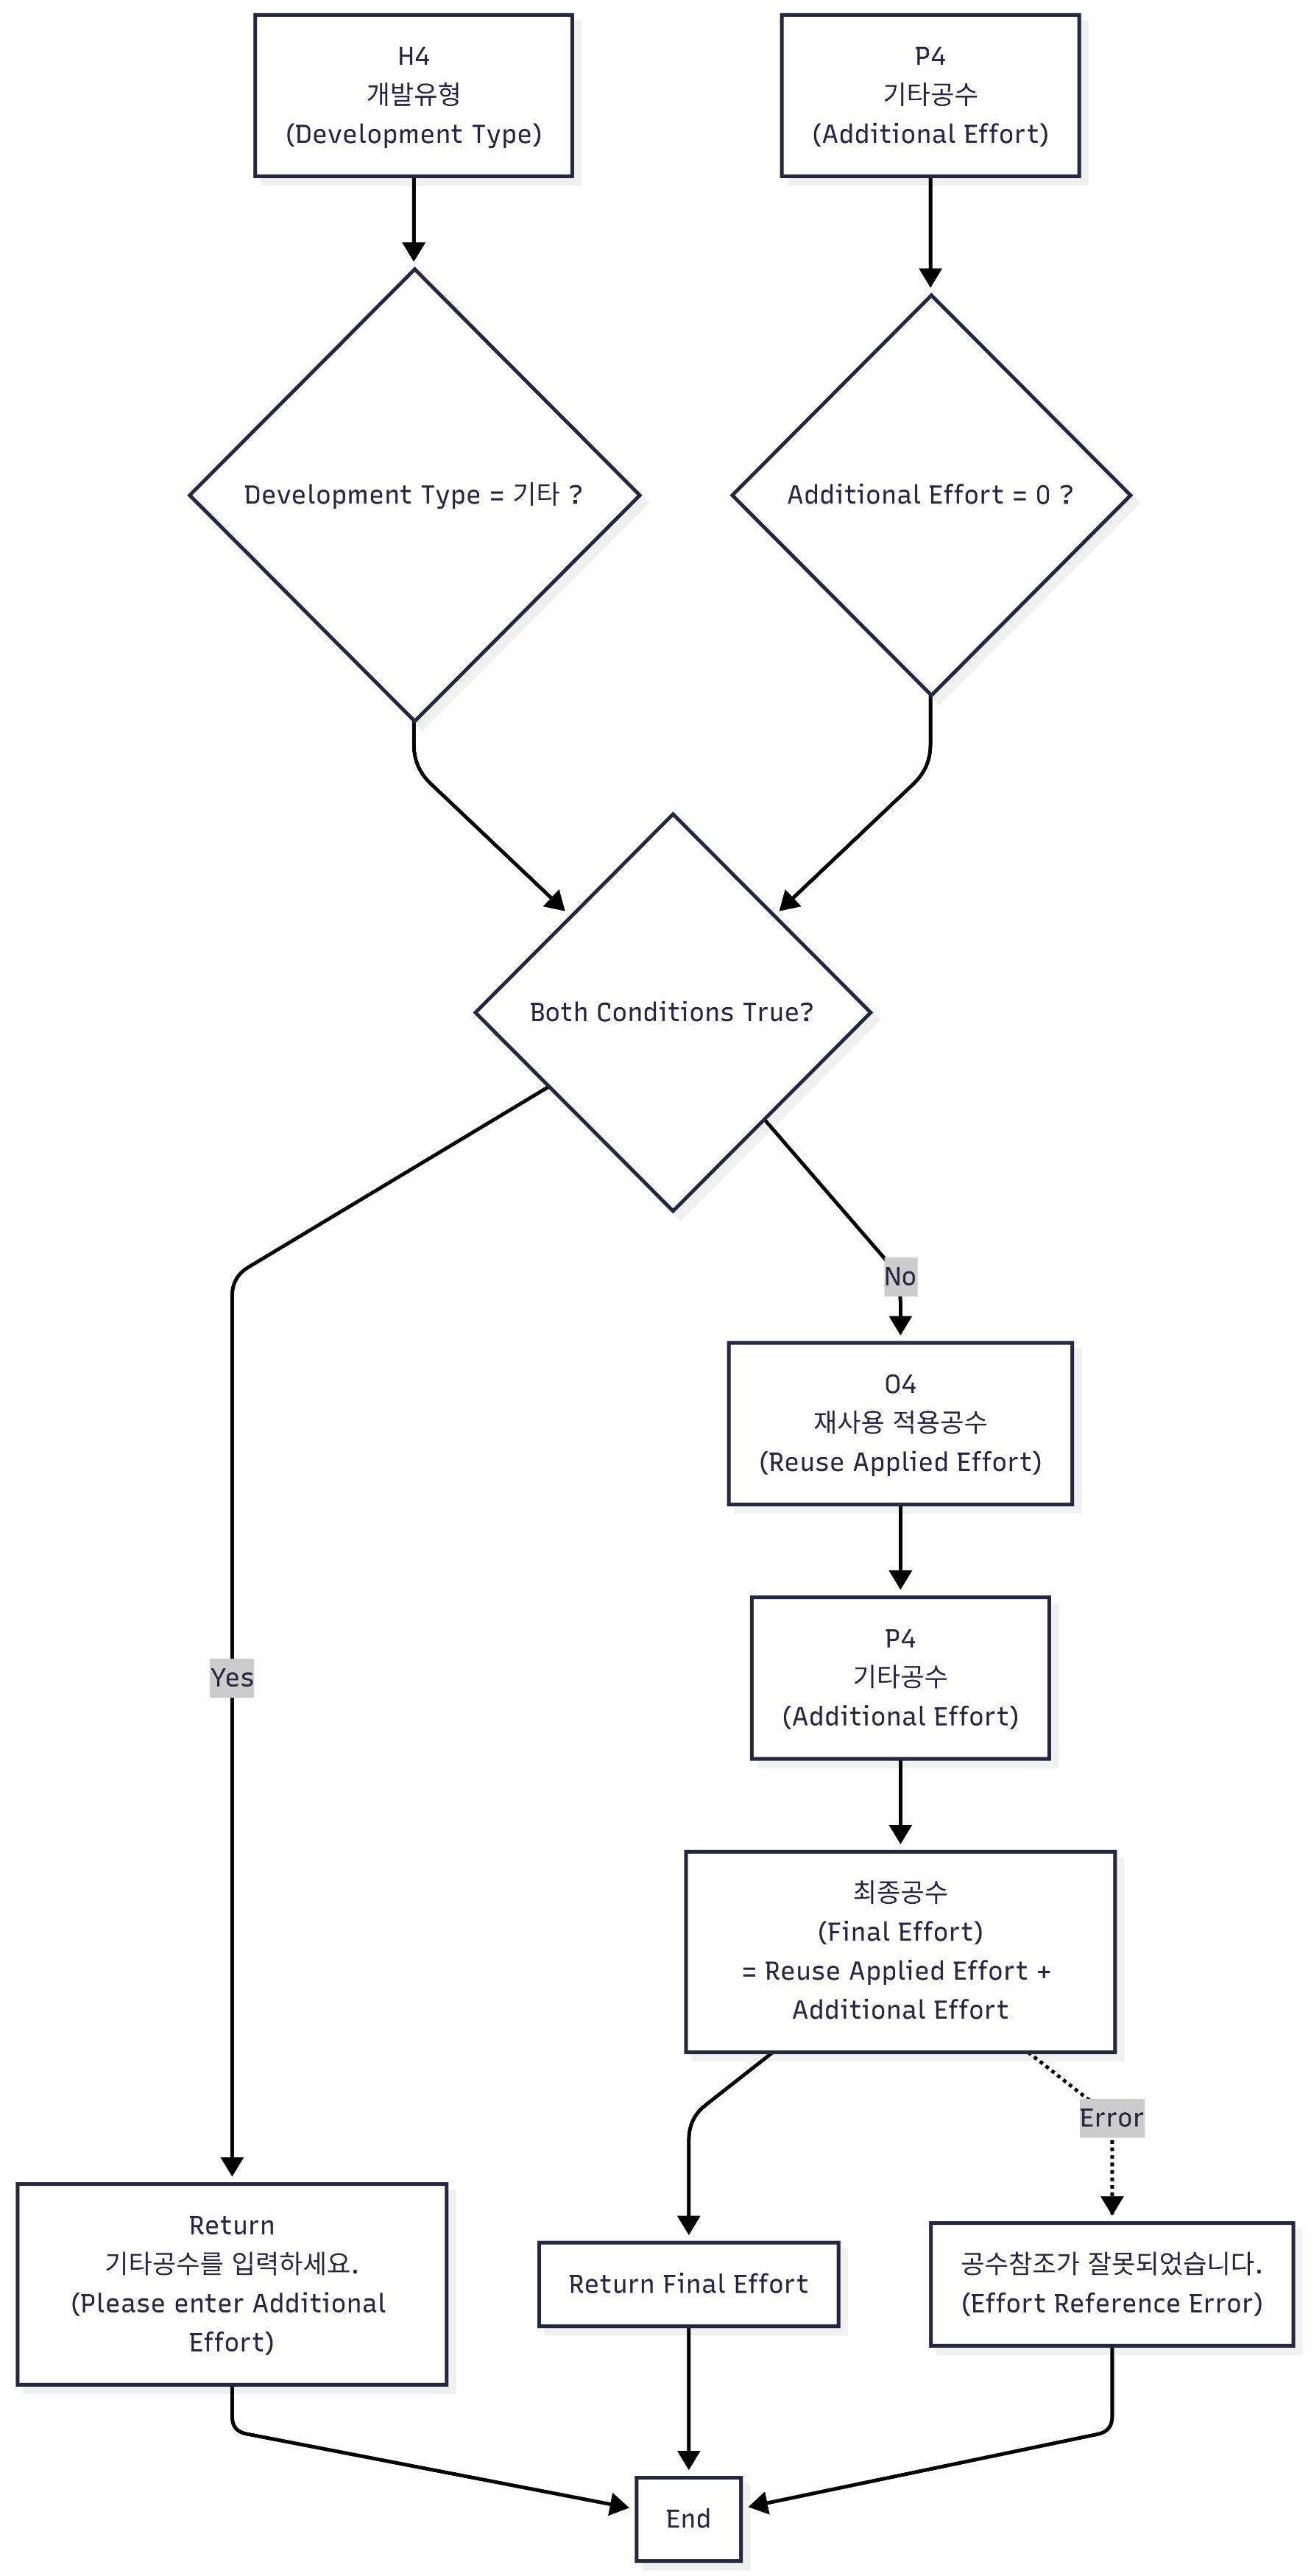 H4
개발유형
(Development Type)
P4
기타공수
(Additional Effort)
Development Type = 기타 ?
Additional Effort = 0 ?
Both Conditions True?
No
O4
재사용 적용공수
(Reuse Applied Effort)
P4
기타공수
(Additional Effort)
Yes
최종공수
(Final Effort)
= Reuse Applied Effort +
Additional Effort
Error
Return
기타공수를 입력하세요.
(Please enter Additional
Effort)
Return Final Effort
공수참조가 잘못되었습니다.
(Effort Reference Error)
End